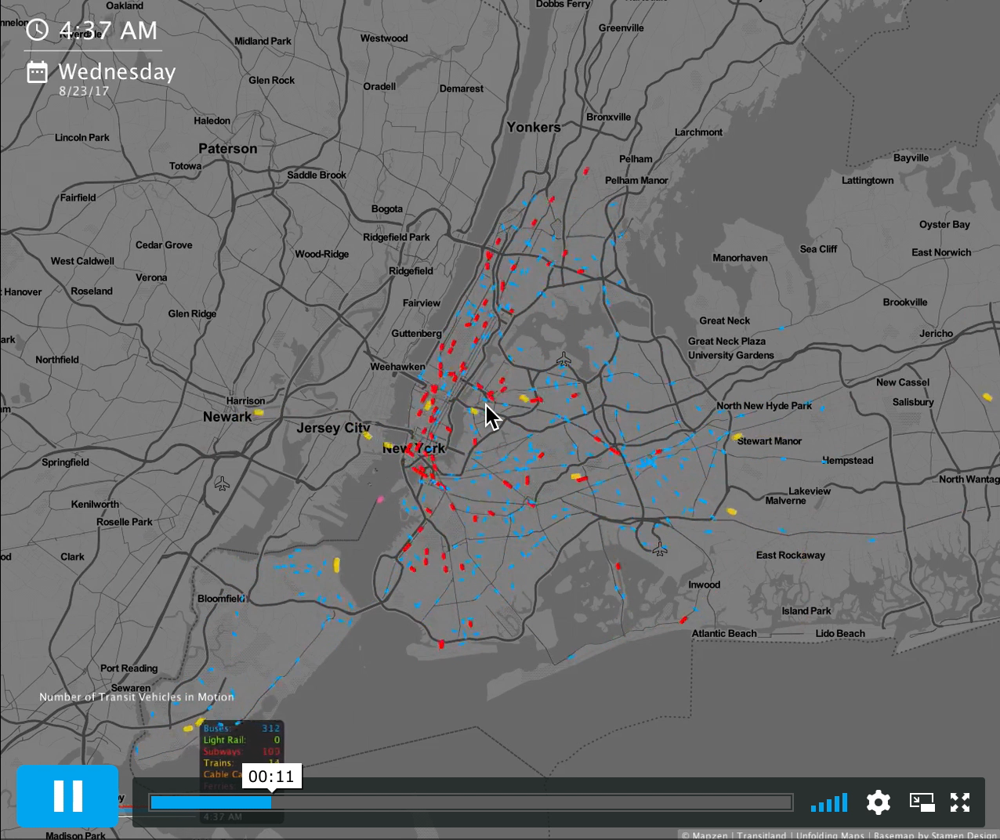 Oakland
Dobbs Ferry
4:37 AM
Greenville
Midland Park
Westwood
Wednesday
8/23/17
Glen Rock
Oradell
Demarest
Haledon
Bronxville
Yonkers
Larchmont
Lincoln Park
Paterson
Totowa
Saddle Brook
Pelham
Bayville
Pelham Manor
Lattingtown
Fairfield
Bogota
Oyster Bay
Ridgefield Park
Cedar Grove
Wood-Ridge
Sea Cliff
East Norwich
Manorhaven
West Caldwell
Verona
Ridgefield
Hanover
Roseland
Fairview
Brookville
Glen Ridge
Great Neck
Guttenberg
Great Neck Plaza
Jericho
University Gardens
Northfield
Weehawken
New Cassel
Harrison
Salisbury
North New Hyde Park
Newark
Jersey City
Stewart Manor
New York
Springfield
Hempstead
North Wantag
Kenilworth
Lakeview
Malverne
Roselle Park
Clark
East Rockaway
Inwood
Bloomfield
Island Park
Atlantic Beach
Lido Beach
Port Reading
Sewaren
Number of Transit Vehicles in Motion
Buses: 312
Light Rail: 0
Subways: 109
Trains: 14
Cable Ca
Ferries:
00:11
4:37 AM
Madison Park
© Mapzen | Transitland | Unfolding Maps | Basemap by Stamen Design